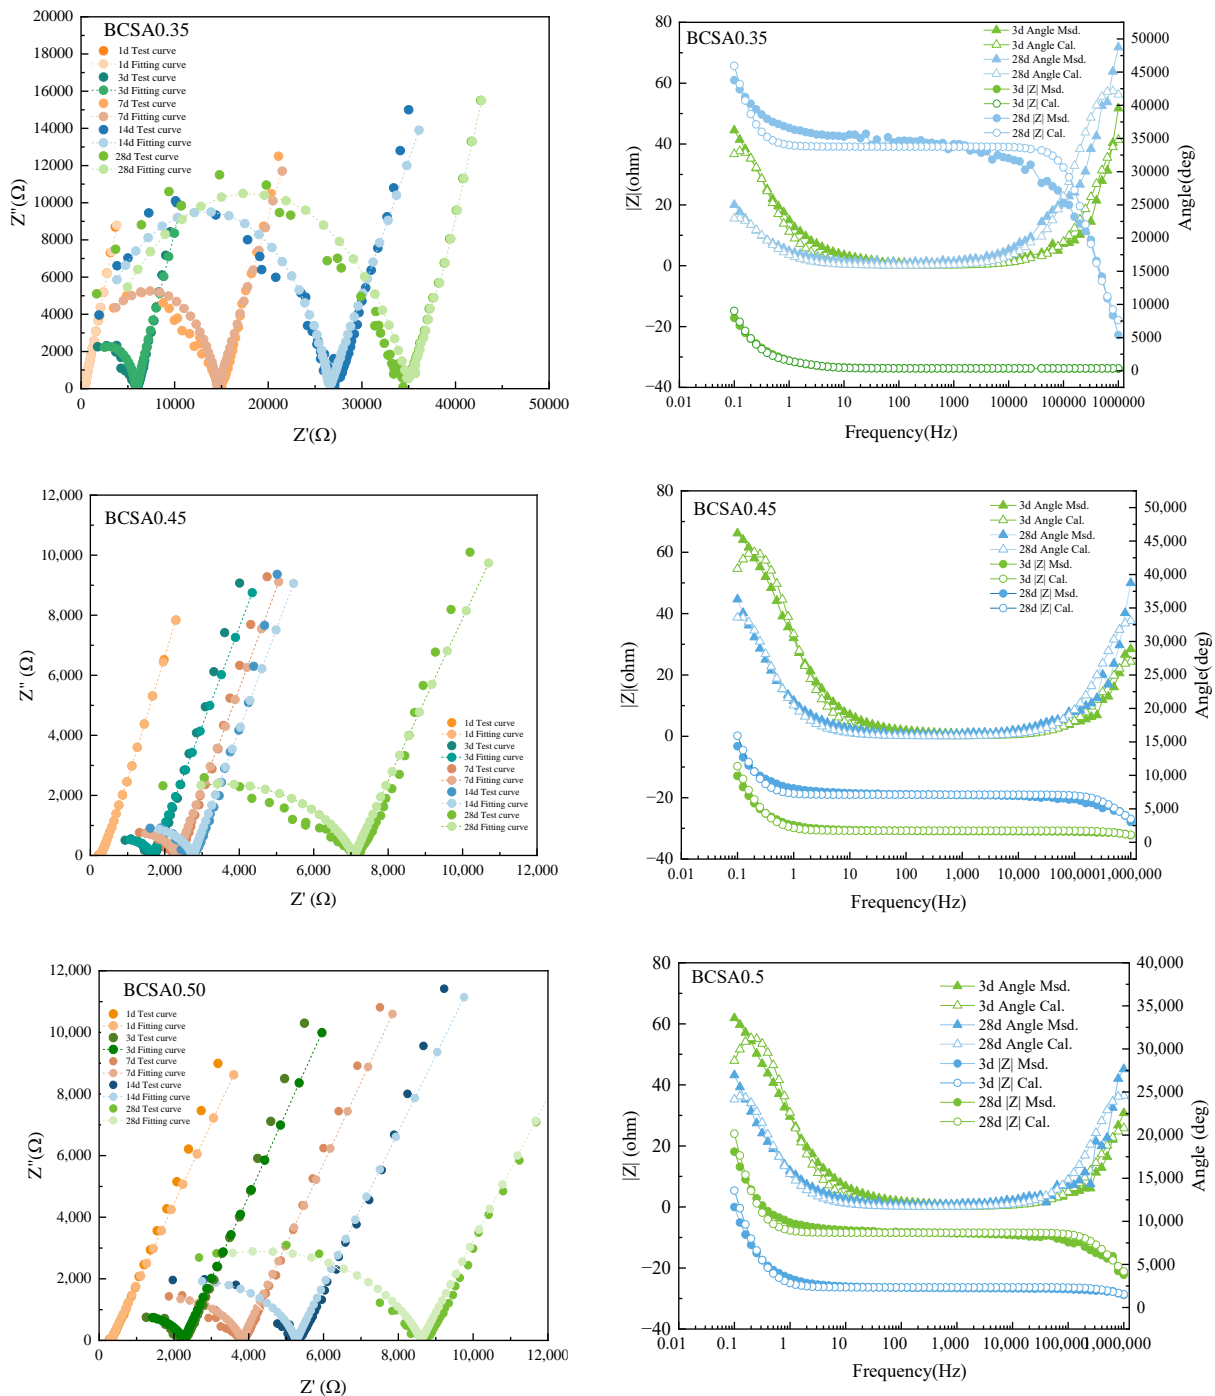 BCSA0.35
1d Test curve
1d Fitting curve
3d Test curve
3d Fitting curve
7d Test curve
7d Fitting curve
14d Test curve
14d Fitting curve
28d Test curve
28d Fitting curve
20000
18000
16000
14000
12000
10000
8000
6000
4000
2000
0
Z''(Ω)
0 10000 20000 30000 40000 50000
Z'(Ω)
BCSA0.35
3d Angle Msd.
3d Angle Cal.
28d Angle Msd.
28d Angle Cal.
3d |Z| Msd.
3d |Z| Cal.
28d |Z| Msd.
28d |Z| Cal.
80
60
40
20
0
−20
−40
|Z|(ohm)
50000
45000
40000
35000
30000
25000
20000
15000
10000
5000
0
Angle(deg)
0.01 0.1 1 10 100 1000 10000 100000 1000000
Frequency(Hz)
BCSA0.45
12,000
10,000
8,000
6,000
4,000
2,000
0
Z'' (Ω)
1d Test curve
1d Fitting curve
3d Test curve
3d Fitting curve
7d Test curve
7d Fitting curve
14d Test curve
14d Fitting curve
28d Test curve
28d Fitting curve
0 2,000 4,000 6,000 8,000 10,000 12,000
Z' (Ω)
BCSA0.45
3d Angle Msd.
3d Angle Cal.
28d Angle Msd.
28d Angle Cal.
3d |Z| Msd.
3d |Z| Cal.
28d |Z| Msd.
28d |Z| Cal.
80
60
40
20
0
−20
−40
|Z|(ohm)
50,000
45,000
40,000
35,000
30,000
25,000
20,000
15,000
10,000
5,000
0
Angle(deg)
0.01 0.1 1 10 100 1000 10,000 100,000 1,000,000
Frequency(Hz)
BCSA0.50
1d Test curve
1d Fitting curve
3d Test curve
3d Fitting curve
7d Test curve
7d Fitting curve
14d Test curve
14d Fitting curve
28d Test curve
28d Fitting curve
12,000
10,000
8,000
6,000
4,000
2,000
0
Z''(Ω)
0 2,000 4,000 6,000 8,000 10,000 12,000
Z' (Ω)
BCSA0.5
3d Angle Msd.
3d Angle Cal.
28d Angle Msd.
28d Angle Cal.
3d |Z| Msd.
3d |Z| Cal.
28d |Z| Msd.
28d |Z| Cal.
80
60
40
20
0
−20
−40
|Z| (ohm)
40,000
35,000
30,000
25,000
20,000
15,000
10,000
5,000
0
Angle (deg)
0.01 0.1 1 10 100 1000 10,000 100,000 1,000,000
Frequency(Hz)